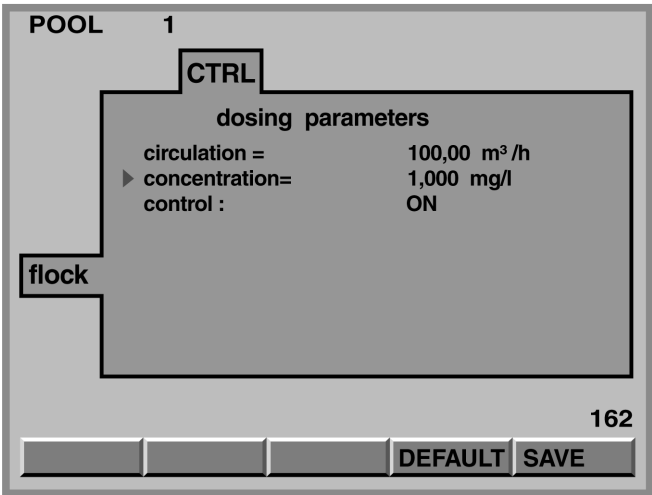 POOL 1
CTRL
dosing parameters
circulation = 100,00 m³/h
concentration= 1,000 mg/l
control : ON
flock
162
DEFAULT SAVE